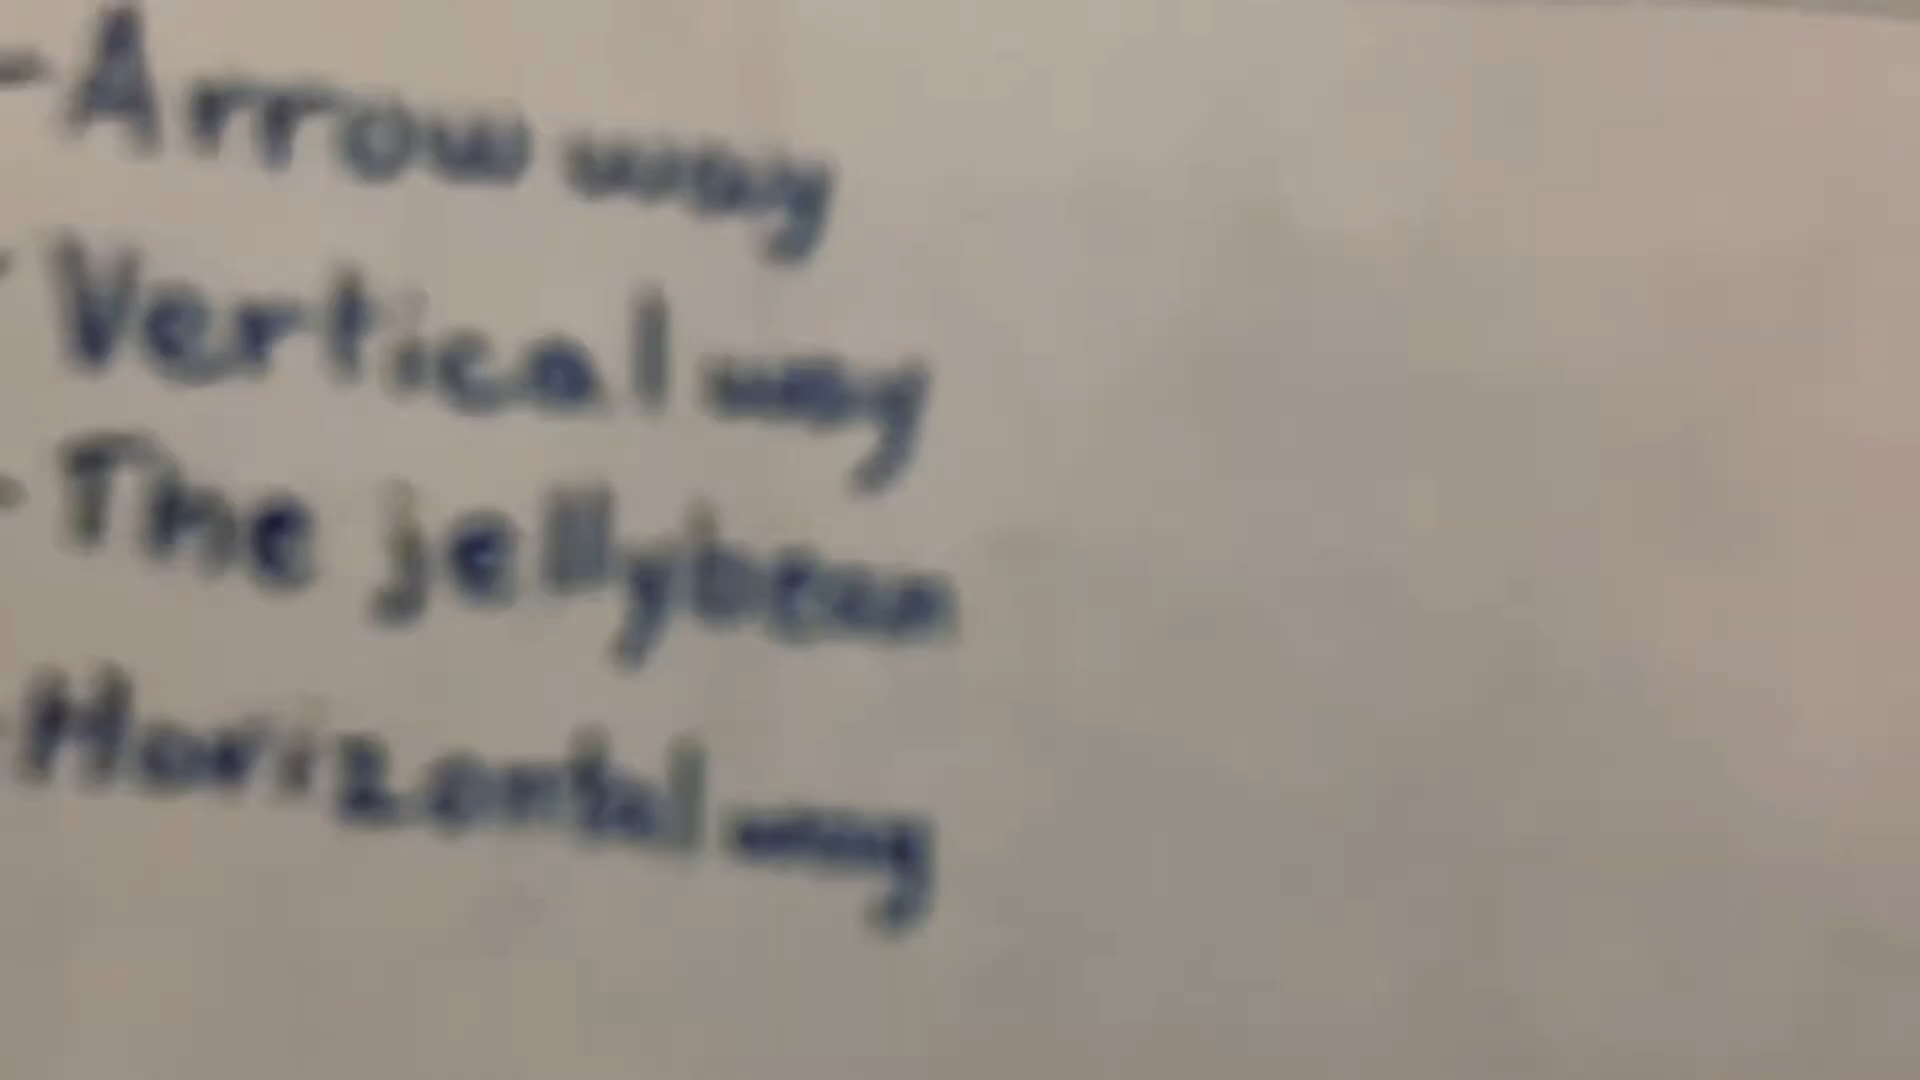 - Arrow way
- Vertical way
- The jellybean
- Horizontal way